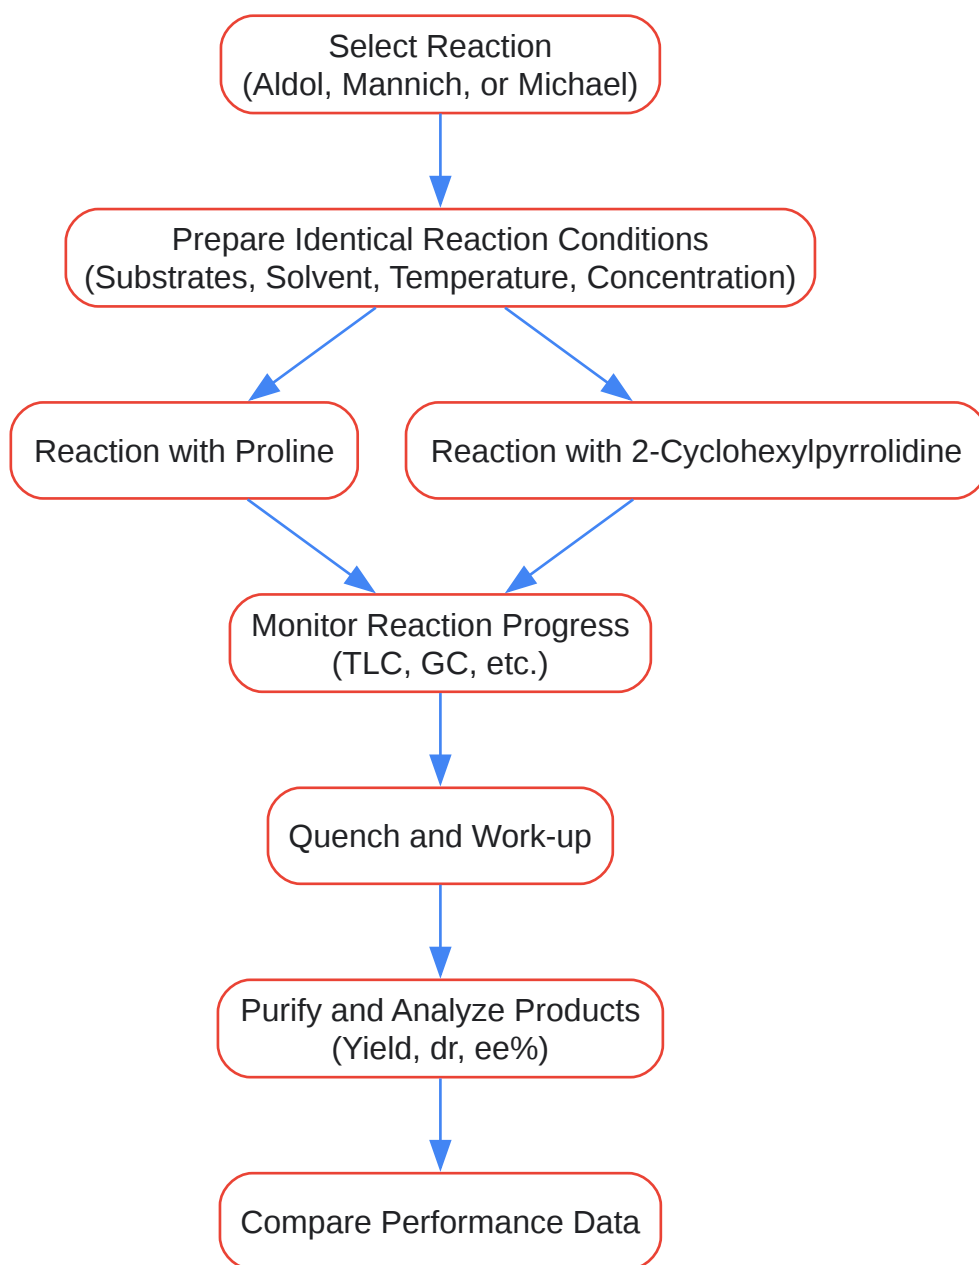 Select Reaction
(Aldol, Mannich, or Michael)
Prepare Identical Reaction Conditions
(Substrates, Solvent, Temperature, Concentration)
Reaction with Proline
Reaction with 2-Cyclohexylpyrrolidine
Monitor Reaction Progress
(TLC, GC, etc.)
Quench and Work-up
Purify and Analyze Products
(Yield, dr, ee%)
Compare Performance Data